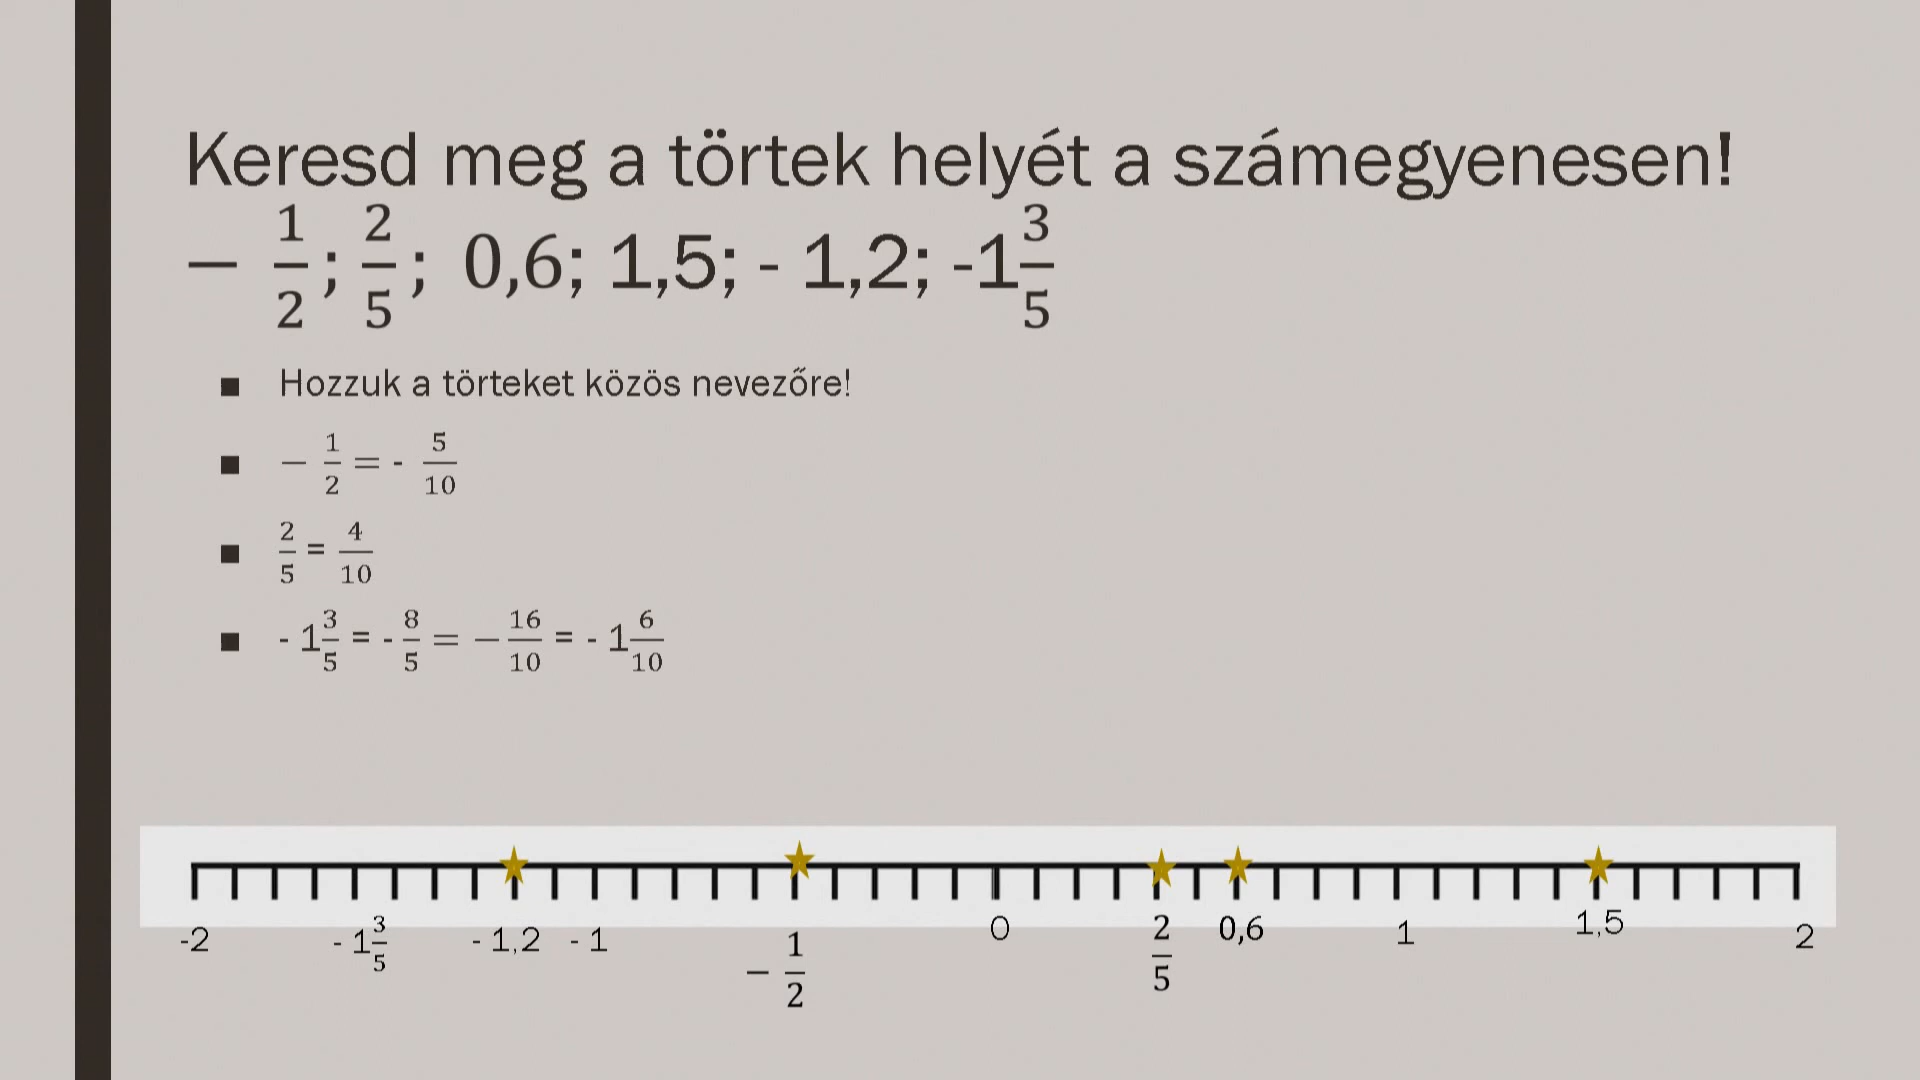 Keresd meg a törtek helyét a számegyenesen!
− 1/2; 2/5; 0,6; 1,5; - 1,2; -1 3/5
■ Hozzuk a törteket közös nevezőre!
■ − 1/2 = - 5/10
■ 2/5 = 4/10
■ - 1 3/5 = - 8/5 = − 16/10 = - 1 6/10
-2 - 1 3/5 - 1,2 - 1 − 1/2 0 2/5 0,6 1 1,5 2